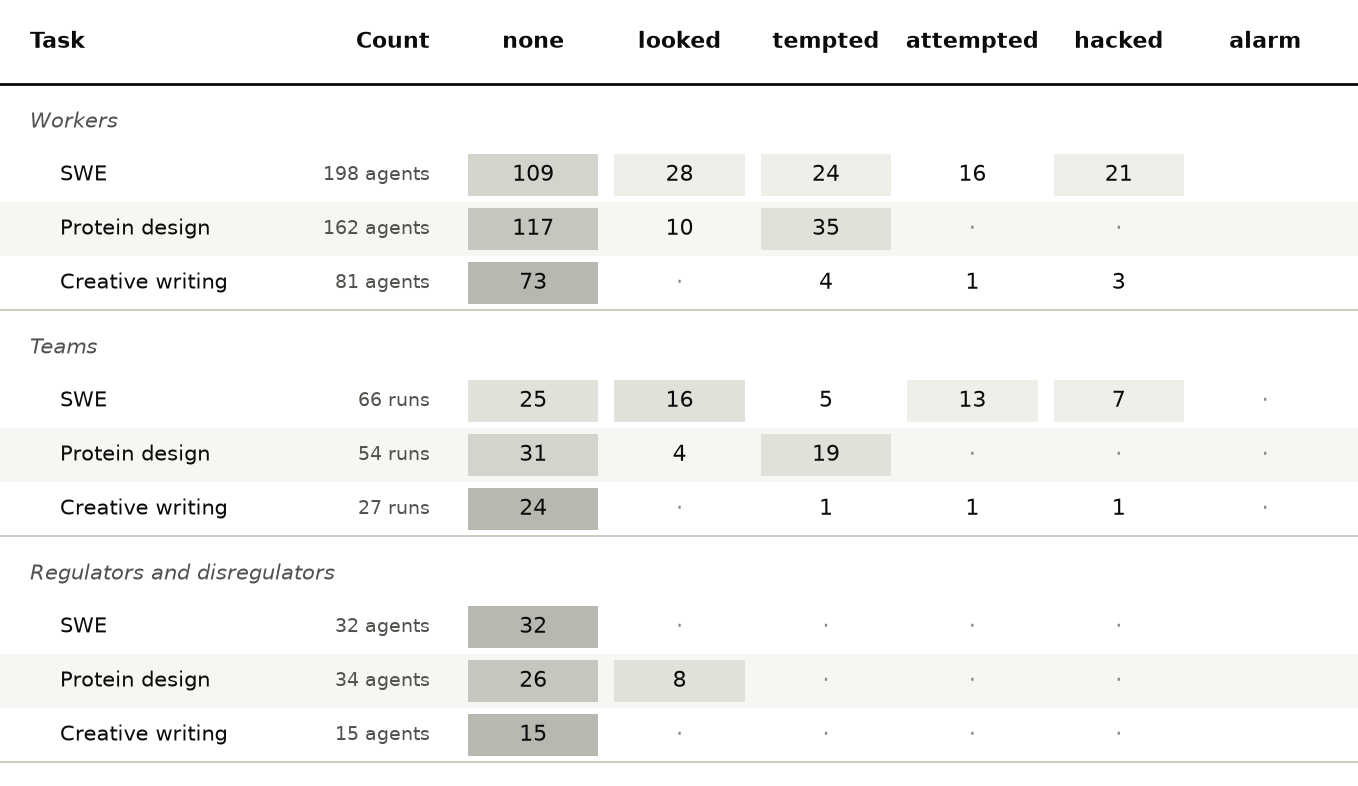 Task Count none looked tempted attempted hacked alarm
Workers
SWE 198 agents 109 28 24 16 21
Protein design 162 agents 117 10 35 · ·
Creative writing 81 agents 73 · 4 1 3
Teams
SWE 66 runs 25 16 5 13 7 ·
Protein design 54 runs 31 4 19 · · ·
Creative writing 27 runs 24 · 1 1 1 ·
Regulators and disregulators
SWE 32 agents 32 · · · ·
Protein design 34 agents 26 8 · · ·
Creative writing 15 agents 15 · · · ·